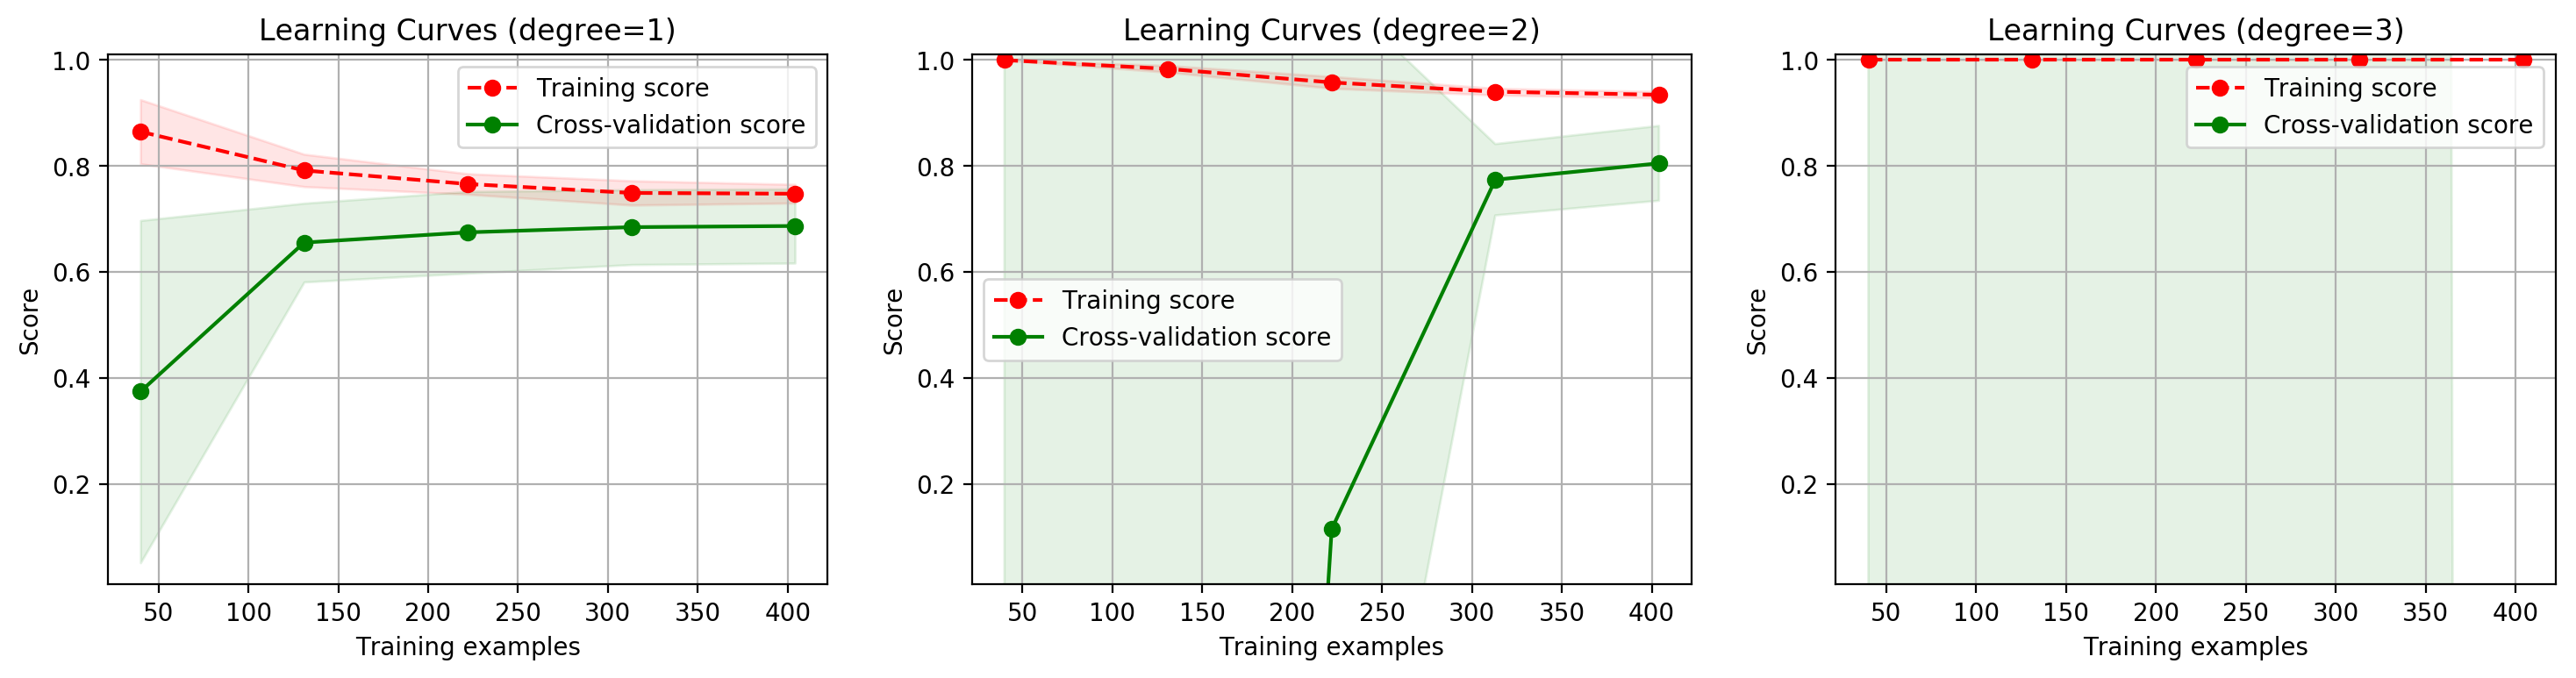 Learning Curves (degree=1)
1.0
0.8
0.6
0.4
0.2
Score
Training score
Cross-validation score
50 100 150 200 250 300 350 400
Training examples
Learning Curves (degree=2)
1.0
0.8
0.6
0.4
0.2
Score
Training score
Cross-validation score
50 100 150 200 250 300 350 400
Training examples
Learning Curves (degree=3)
1.0
0.8
0.6
0.4
0.2
Score
Training score
Cross-validation score
50 100 150 200 250 300 350 400
Training examples